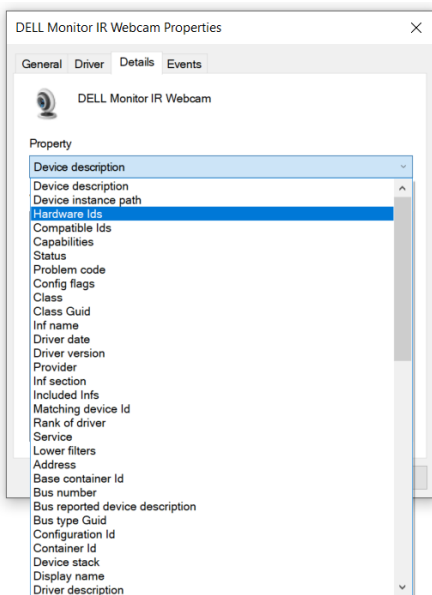 DELL Monitor IR Webcam Properties
General Driver Details Events
DELL Monitor IR Webcam
Property
Device description
Device description
Device instance path
Hardware Ids
Compatible Ids
Capabilities
Status
Problem code
Config flags
Class
Class Guid
Inf name
Driver date
Driver version
Provider
Inf section
Included Infs
Matching device Id
Rank of driver
Service
Lower filters
Address
Base container Id
Bus number
Bus reported device description
Bus type Guid
Configuration Id
Container Id
Device stack
Display name
Driver description